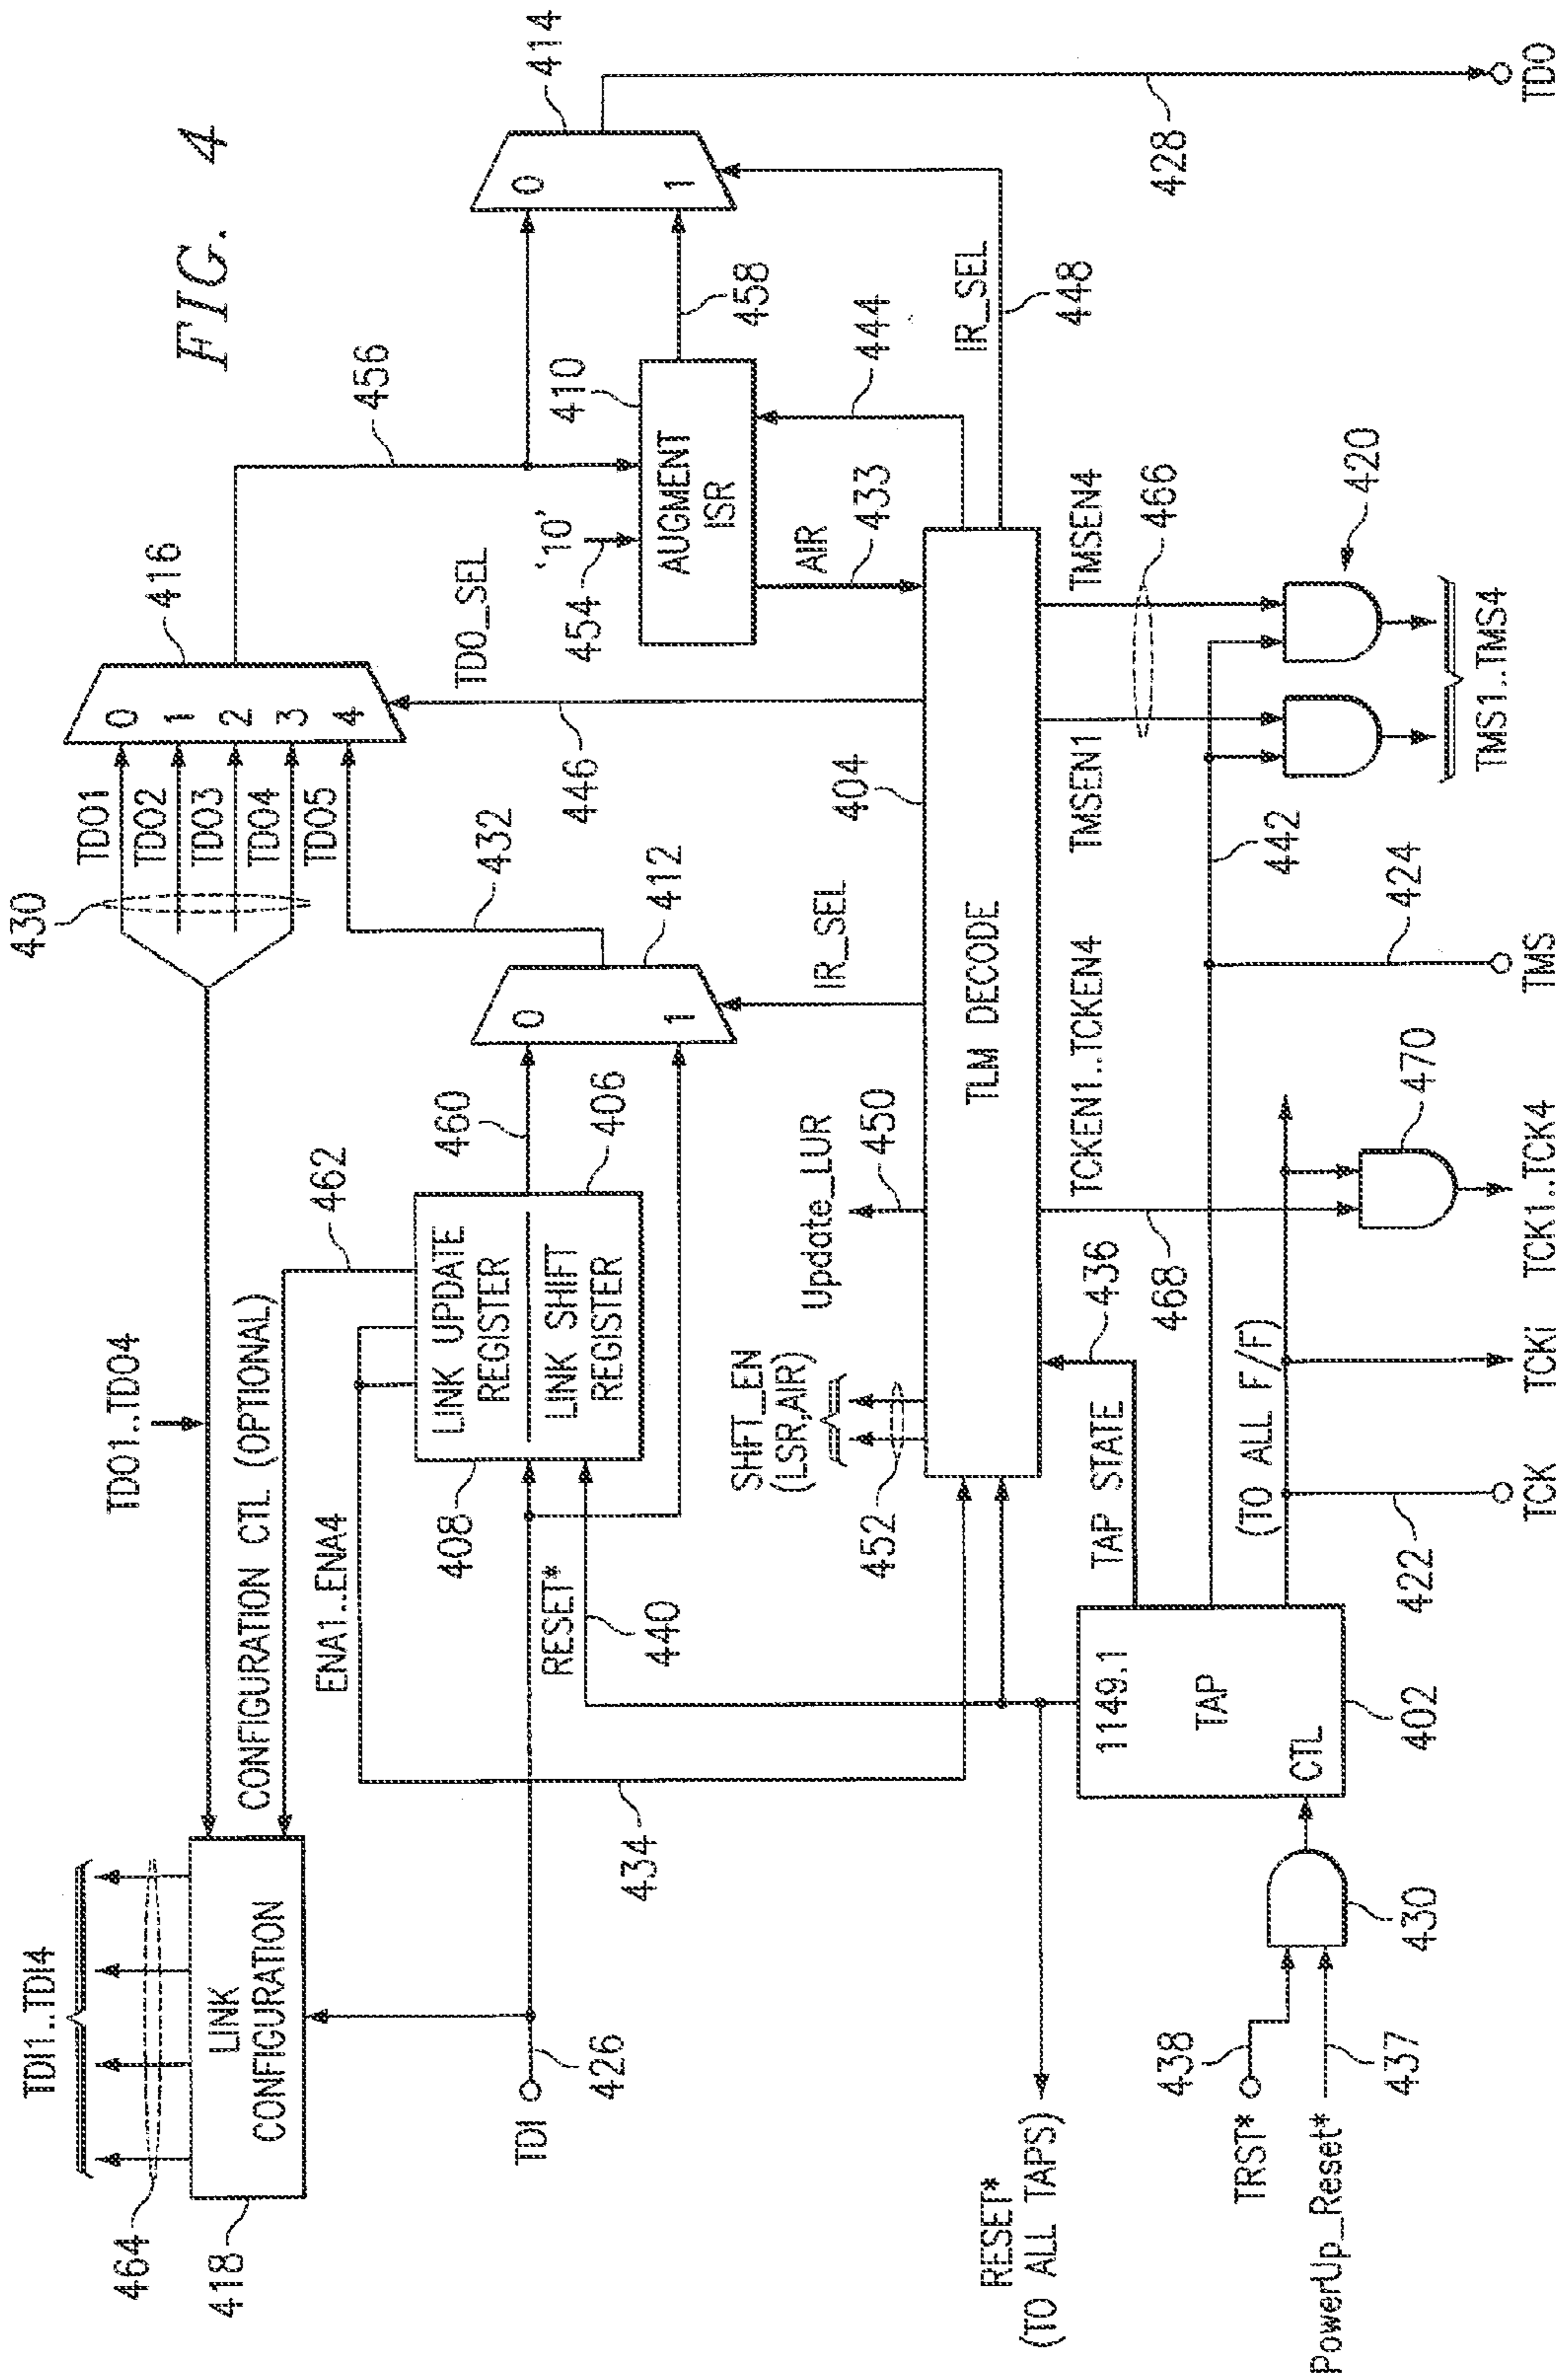 FIG. 4
TDI1..TDI4
464
418
LINK
CONFIGURATION
TDO1..TDO4
CONFIGURATION CTL (OPTIONAL)
462
ENA1..ENA4
430
TDO1
TDO2
TDO3
TDO4
TDO5
0
1
2
3
4
416
456
TDI
426
434
RESET*
440
408
LINK UPDATE
REGISTER
LINK SHIFT
REGISTER
460
406
0
1
412
432
IR_SEL
TDO_SEL
446
'10'
454
410
AUGMENT
ISR
458
0
1
414
AIR
433
444
IR_SEL
448
428
TDO
SHFT_EN
(LSR,AIR)
452
Update_LUR
450
404
TLM DECODE
RESET*
(TO ALL TAPS)
TAP STATE
436
TCKEN1..TCKEN4
468
TMSEN1
TMSEN4
466
442
420
TRST*
438
PowerUp_Reset*
437
430
1149.1
TAP
CTL
402
(TO ALL F/F)
422
TCK
TCKI
470
TCK1..TCK4
424
TMS
TMS1..TMS4